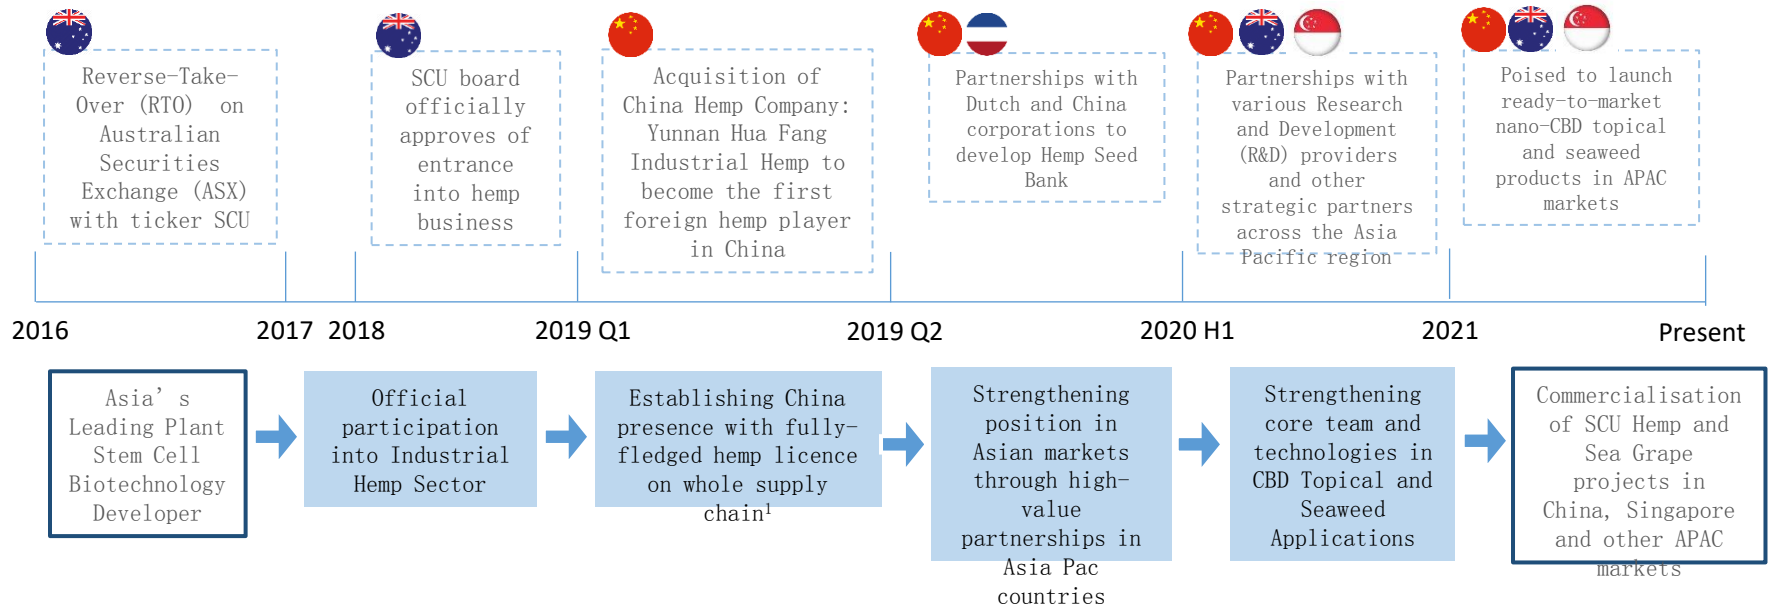 Reverse-Take-
Over (RTO) on
Australian
Securities
Exchange (ASX)
with ticker SCU
SCU board
officially
approves of
entrance
into hemp
business
Acquisition of
China Hemp Company:
Yunnan Hua Fang
Industrial Hemp to
become the first
foreign hemp player
in China
Partnerships with
Dutch and China
corporations to
develop Hemp Seed
Bank
Partnerships with
various Research
and Development
(R&D) providers
and other
strategic partners
across the Asia
Pacific region
Poised to launch
ready-to-market
nano-CBD topical
and seaweed
products in APAC
markets
2016
2017
2018
2019 Q1
2019 Q2
2020 H1
2021
Present
Asia’s
Leading Plant
Stem Cell
Biotechnology
Developer
Official
participation
into Industrial
Hemp Sector
Establishing China
presence with fully-
fledged hemp licence
on whole supply
chain¹
Strengthening
position in
Asian markets
through high-
value
partnerships in
Asia Pac
countries
Strengthening
core team and
technologies in
CBD Topical and
Seaweed
Applications
Commercialisation
of SCU Hemp and
Sea Grape
projects in
China, Singapore
and other APAC
markets